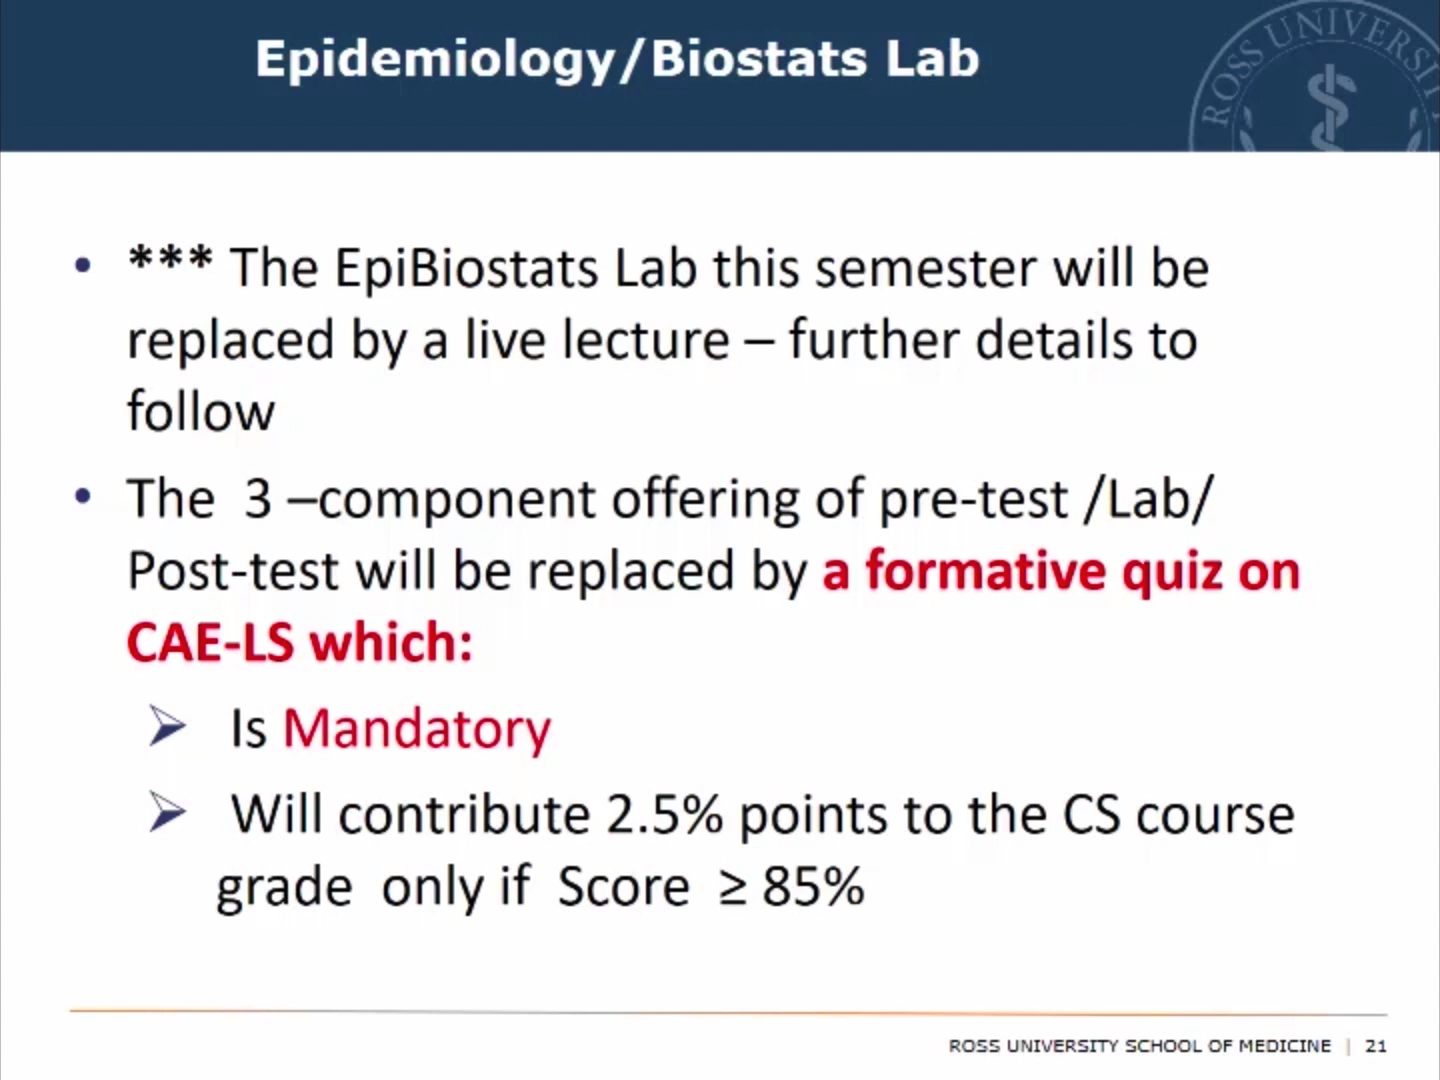 Epidemiology/Biostats Lab
ROSS UNIVERSIT
• *** The EpiBiostats Lab this semester will be
replaced by a live lecture – further details to
follow
• The 3 –component offering of pre-test /Lab/
Post-test will be replaced by a formative quiz on
CAE-LS which:
➢ Is Mandatory
➢ Will contribute 2.5% points to the CS course
grade only if Score ≥ 85%
ROSS UNIVERSITY SCHOOL OF MEDICINE | 21